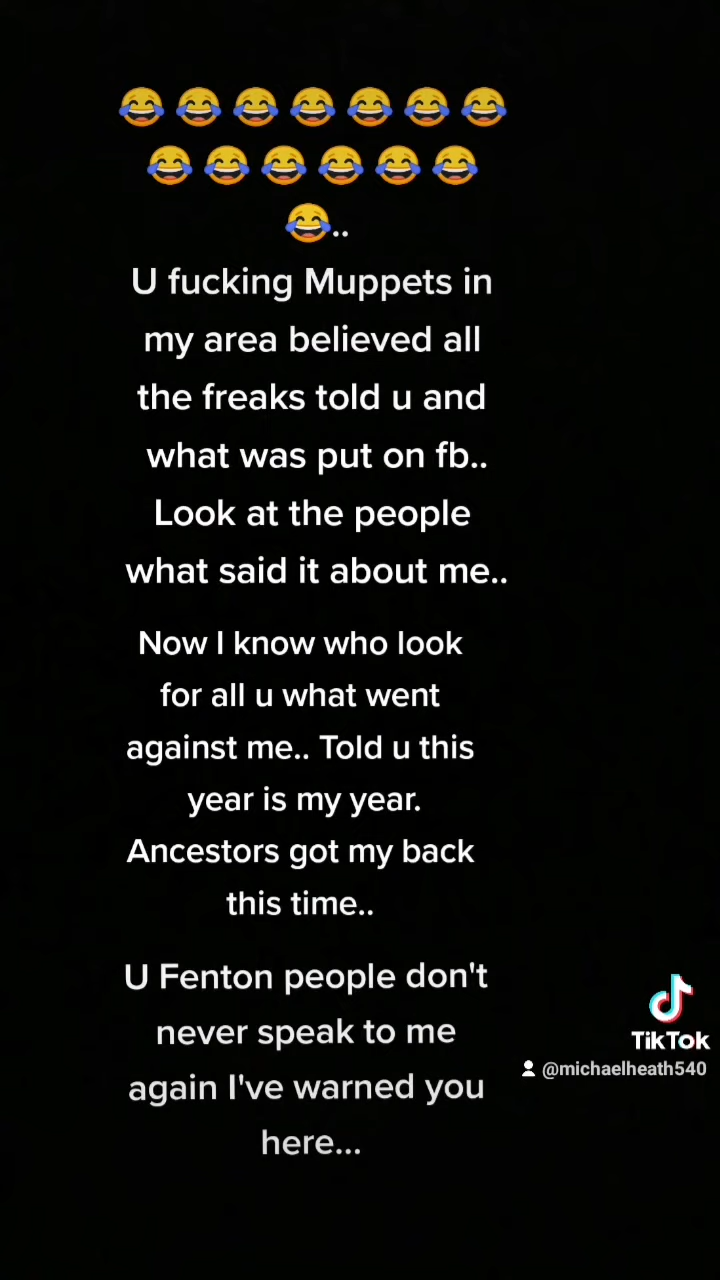 😂😂😂😂😂😂😂
😂😂😂😂😂😂
😂..
U fucking Muppets in
my area believed all
the freaks told u and
what was put on fb..
Look at the people
what said it about me..
Now I know who look
for all u what went
against me.. Told u this
year is my year.
Ancestors got my back
this time..
U Fenton people don't
never speak to me
again I've warned you
here...
TikTok
@michaelheath540